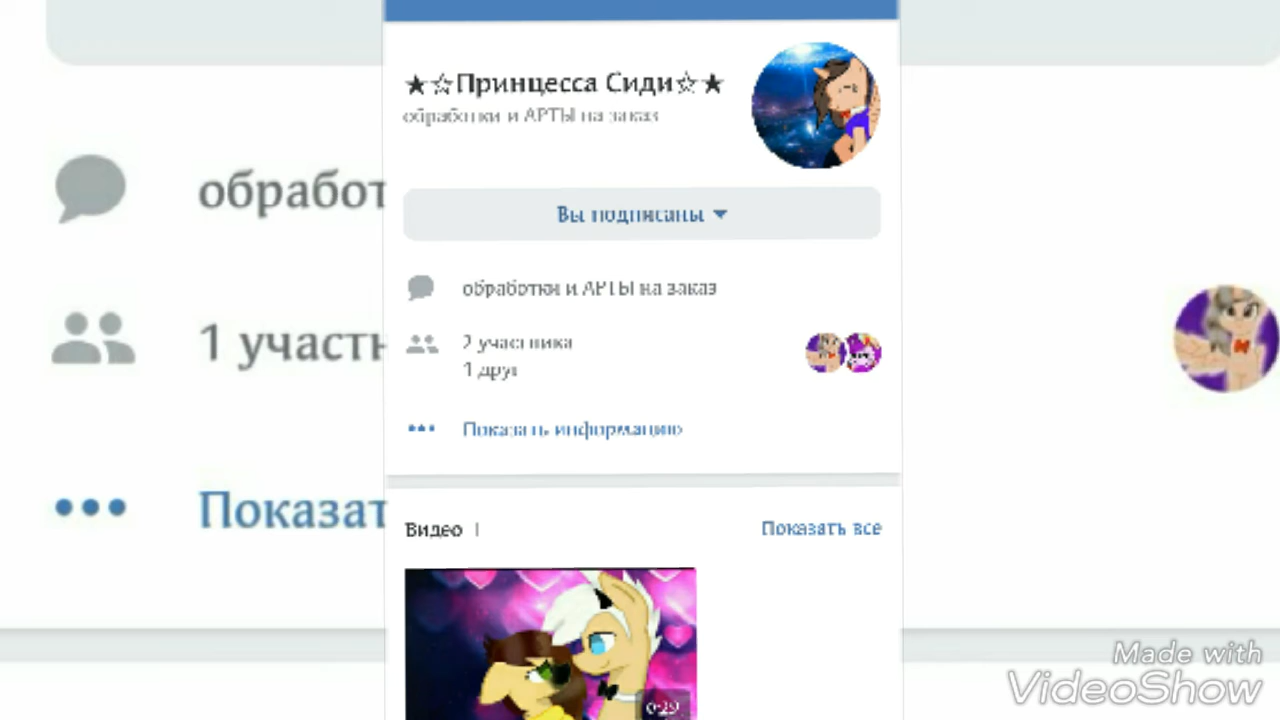 ★☆Принцесса Сиди☆★
обработки и АРТЫ на заказ
Вы подписаны
обработки и АРТЫ на заказ
2 участника
1 друг
Показать информацию
Видео 1
Показать все
0:29
обработ
1 участн
Показат
Made with
VideoShow